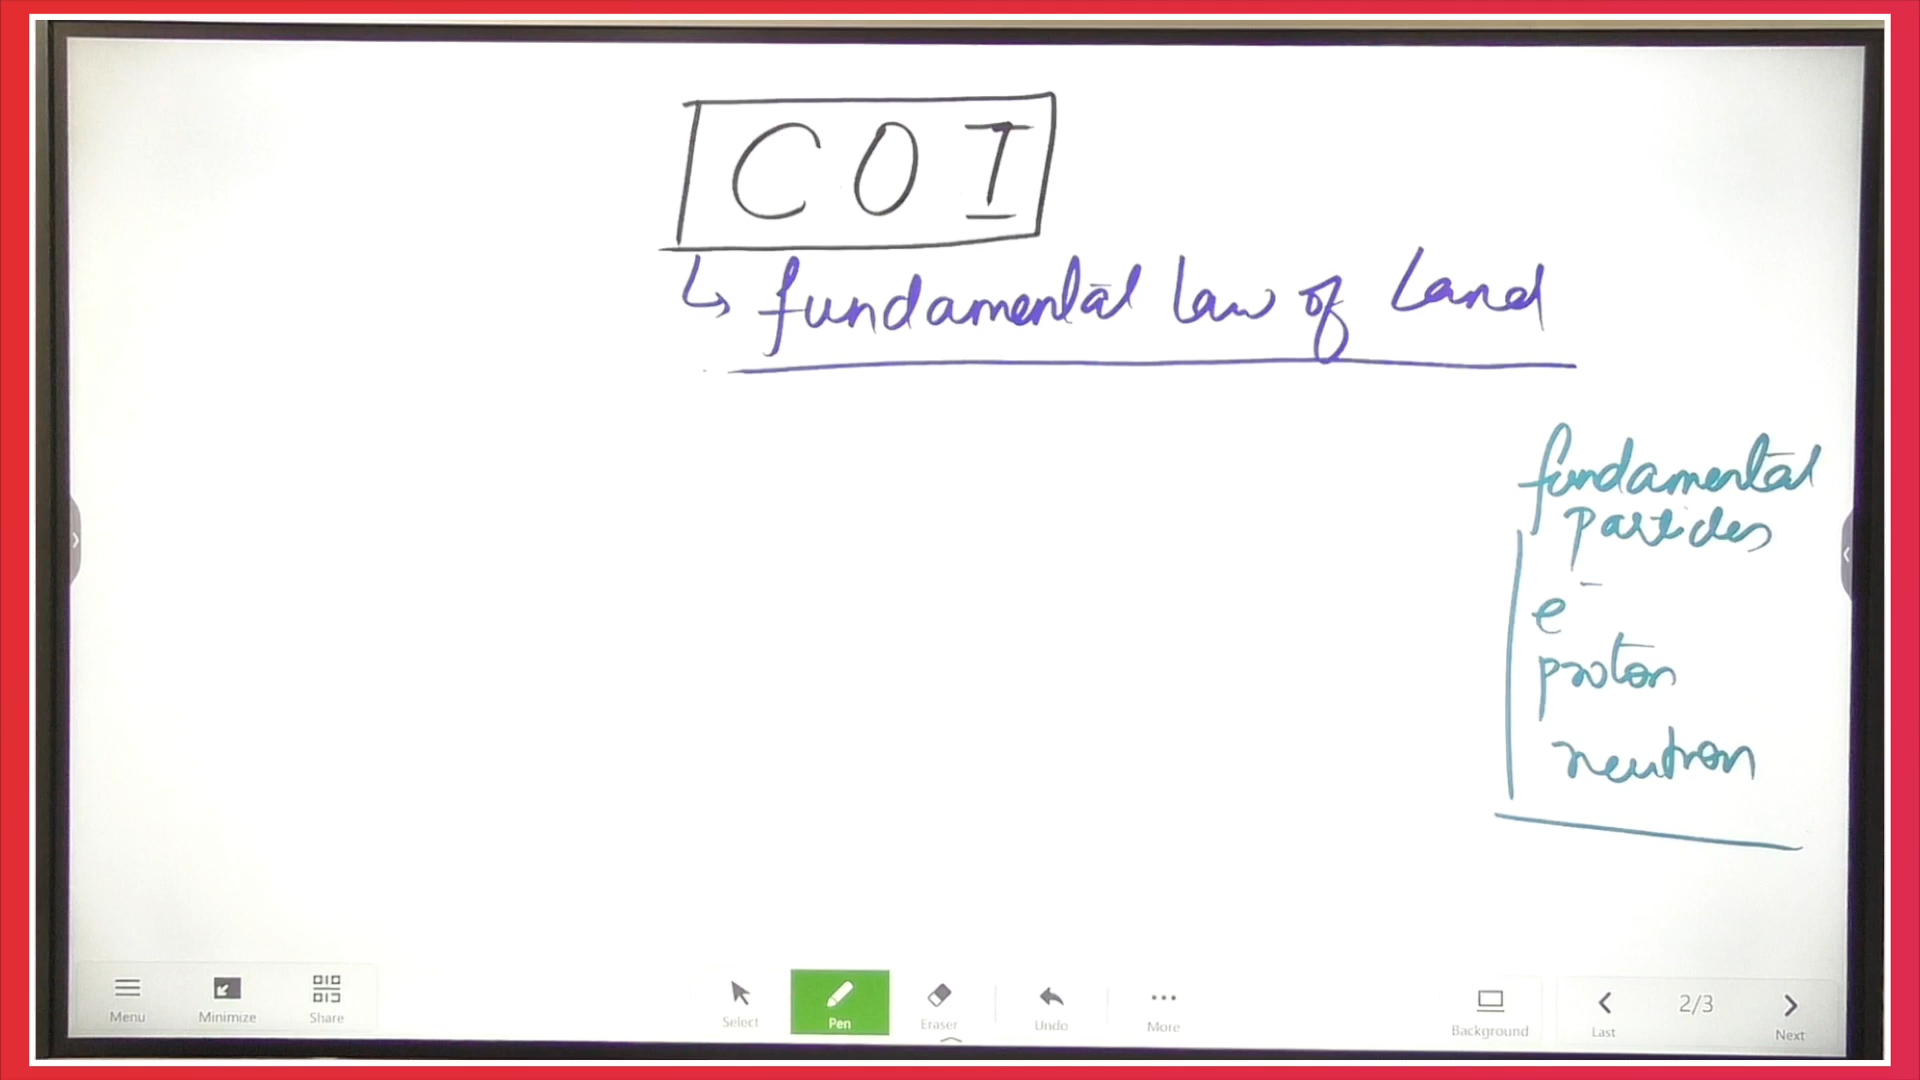 COI
↳ fundamental law of Land
fundamental
particles
e⁻
proton
neutron
Menu
Minimize
Share
Select
Pen
Eraser
Undo
More
Background
Last
2/3
Next